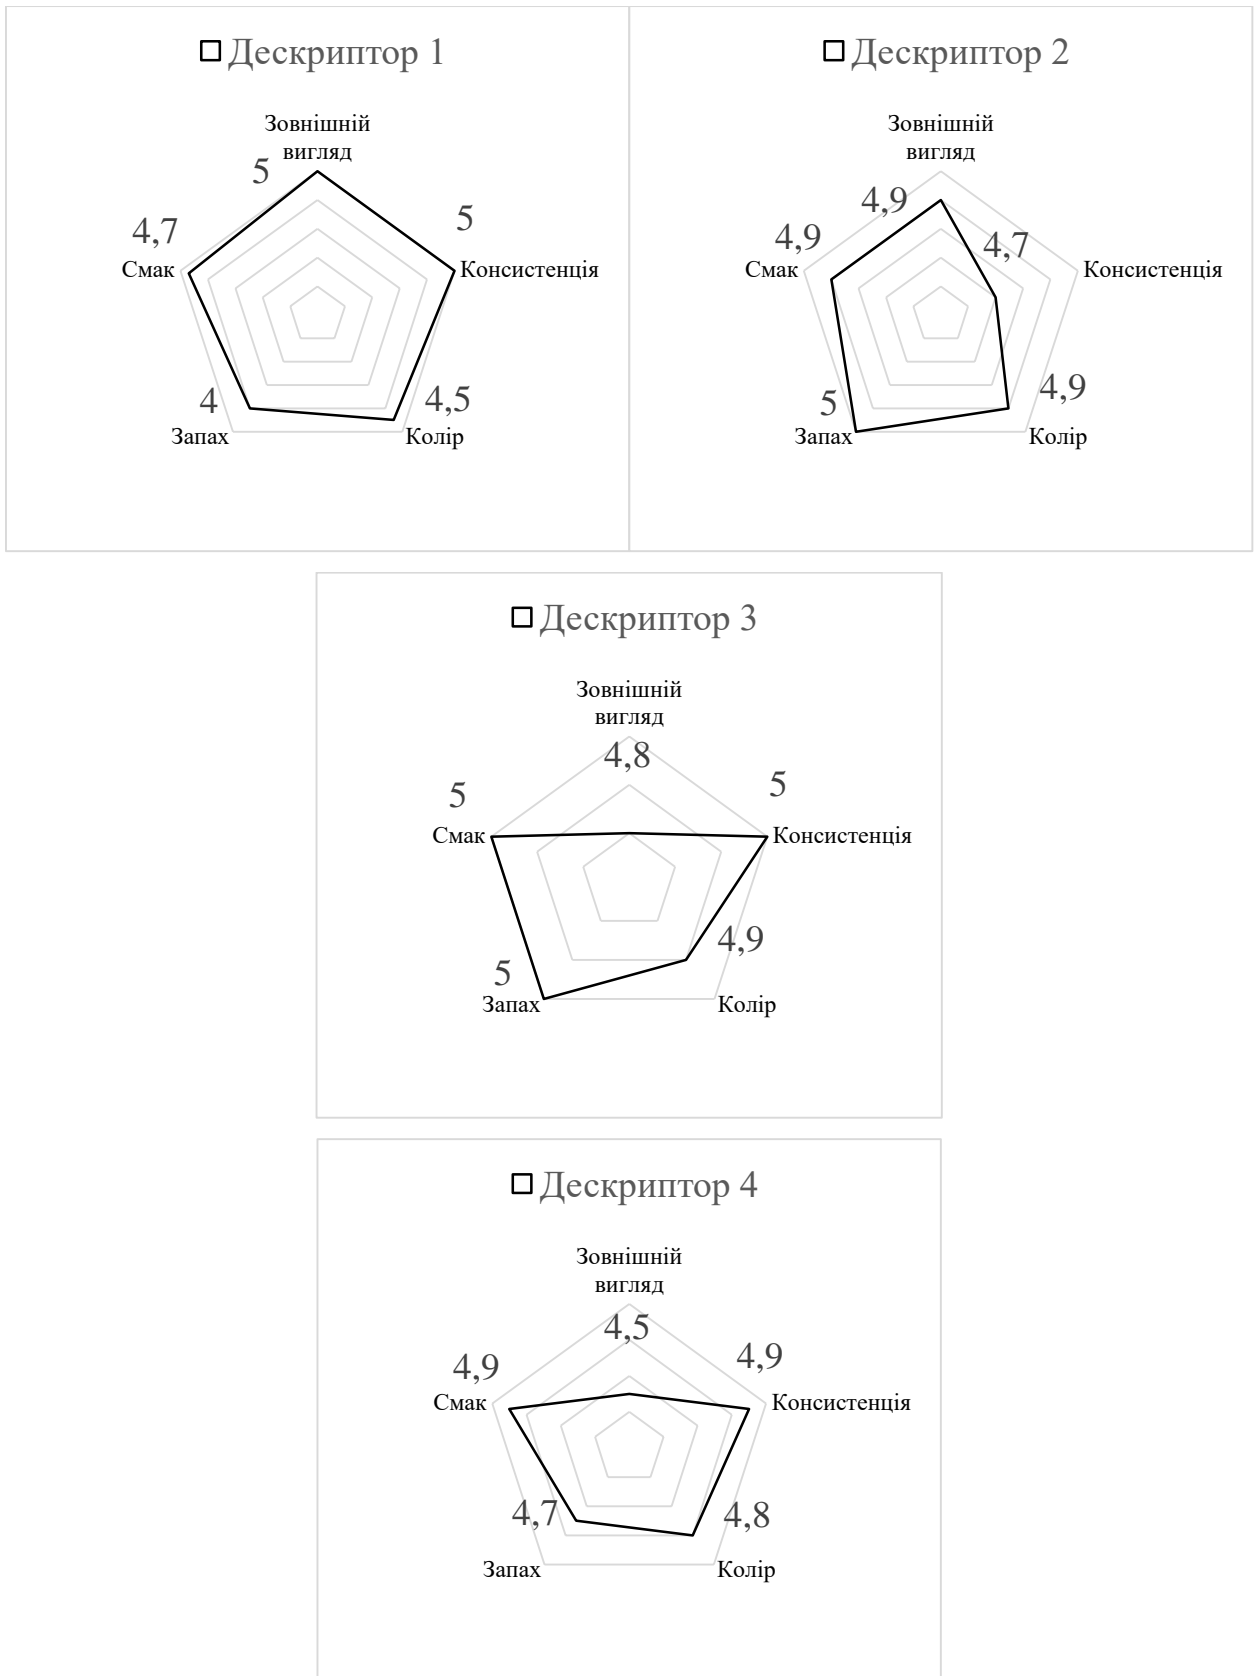 Дескриптор 1
Зовнішній
вигляд
5
5
4,7
Смак
Консистенція
4
4,5
Запах
Колір
Дескриптор 2
Зовнішній
вигляд
4,9
4,9
4,7
Смак
Консистенція
5
4,9
Запах
Колір
Дескриптор 3
Зовнішній
вигляд
4,8
5
5
Смак
Консистенція
4,9
5
Запах
Колір
Дескриптор 4
Зовнішній
вигляд
4,5
4,9
4,9
Смак
Консистенція
4,7
4,8
Запах
Колір